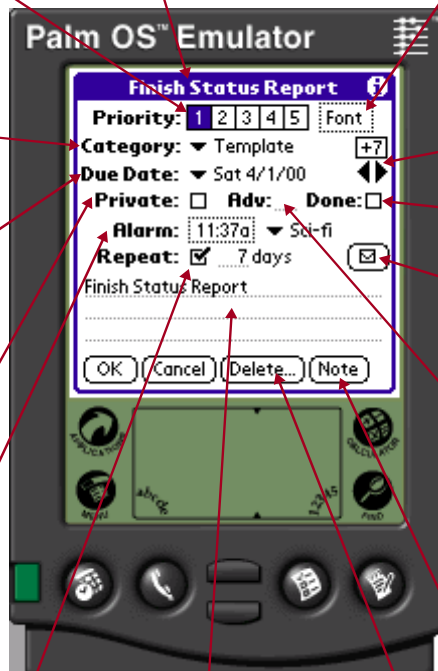 Palm OS™ Emulator
Finish Status Report i
Priority: 1 2 3 4 5 Font
Category: Template +7
Due Date: Sat 4/1/00
Private: Adv: Done:
Alarm: 11:37a Sci-fi
Repeat: 7 days
Finish Status Report
OK Cancel Delete... Note
APPLICATIONS CALCULATOR
abcde 12345
MENU FIND